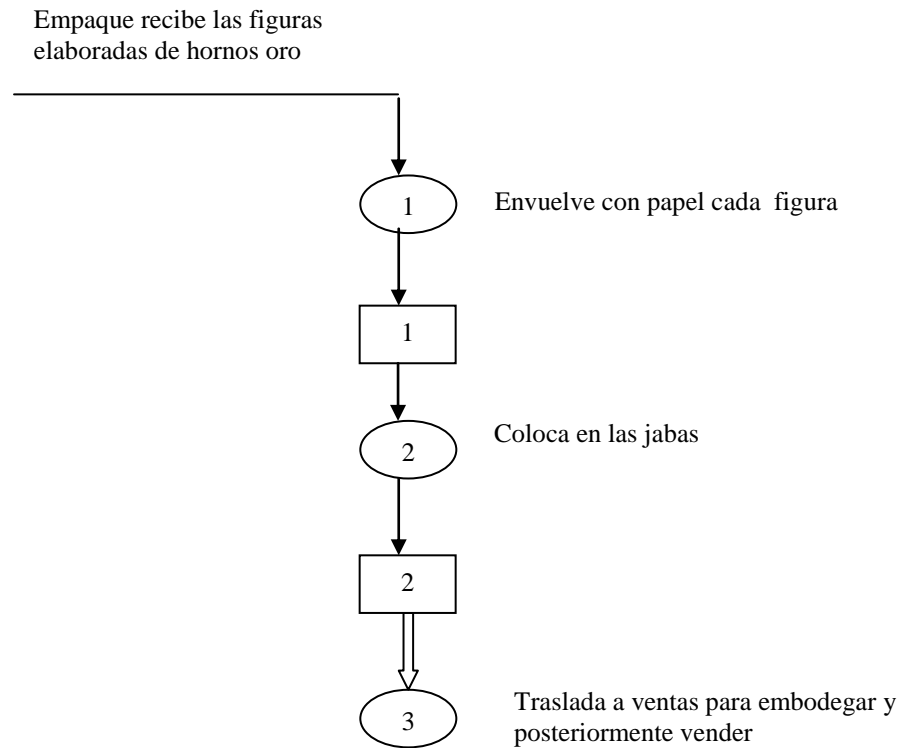 Empaque recibe las figuras
elaboradas de hornos oro
1
Envuelve con papel cada figura
1
2
Coloca en las jabas
2
3
Traslada a ventas para embodegar y
posteriormente vender